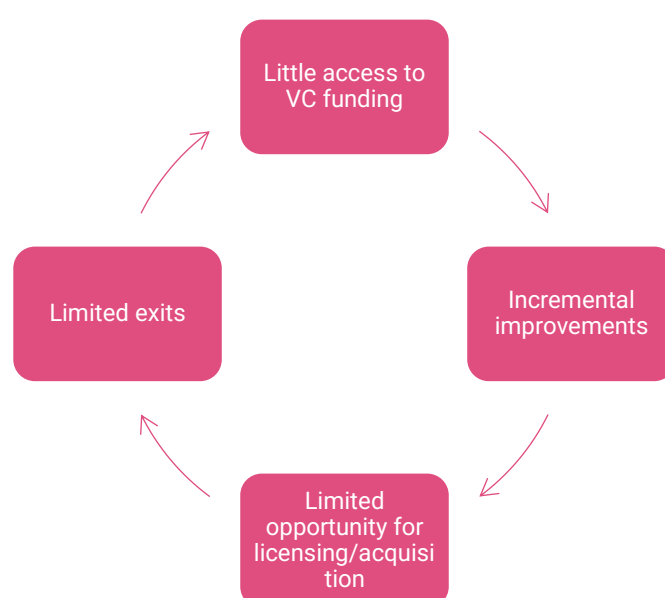 Little access to
VC funding
Incremental
improvements
Limited
opportunity for
licensing/acquisi
tion
Limited exits